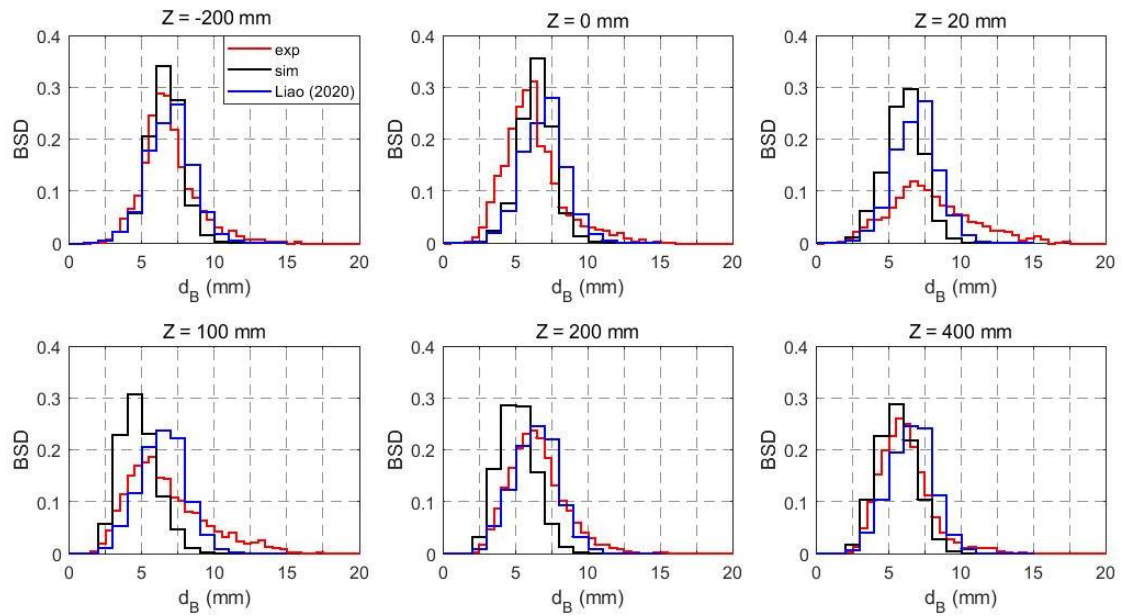 Z = -200 mm
Z = 0 mm
Z = 20 mm
0.4
0.3
0.2
0.1
0
BSD
exp
sim
Liao (2020)
0 5 10 15 20
d_B (mm)
0.4
0.3
0.2
0.1
0
BSD
0 5 10 15 20
d_B (mm)
0.4
0.3
0.2
0.1
0
BSD
0 5 10 15 20
d_B (mm)
Z = 100 mm
Z = 200 mm
Z = 400 mm
0.4
0.3
0.2
0.1
0
BSD
0 5 10 15 20
d_B (mm)
0.4
0.3
0.2
0.1
0
BSD
0 5 10 15 20
d_B (mm)
0.4
0.3
0.2
0.1
0
BSD
0 5 10 15 20
d_B (mm)